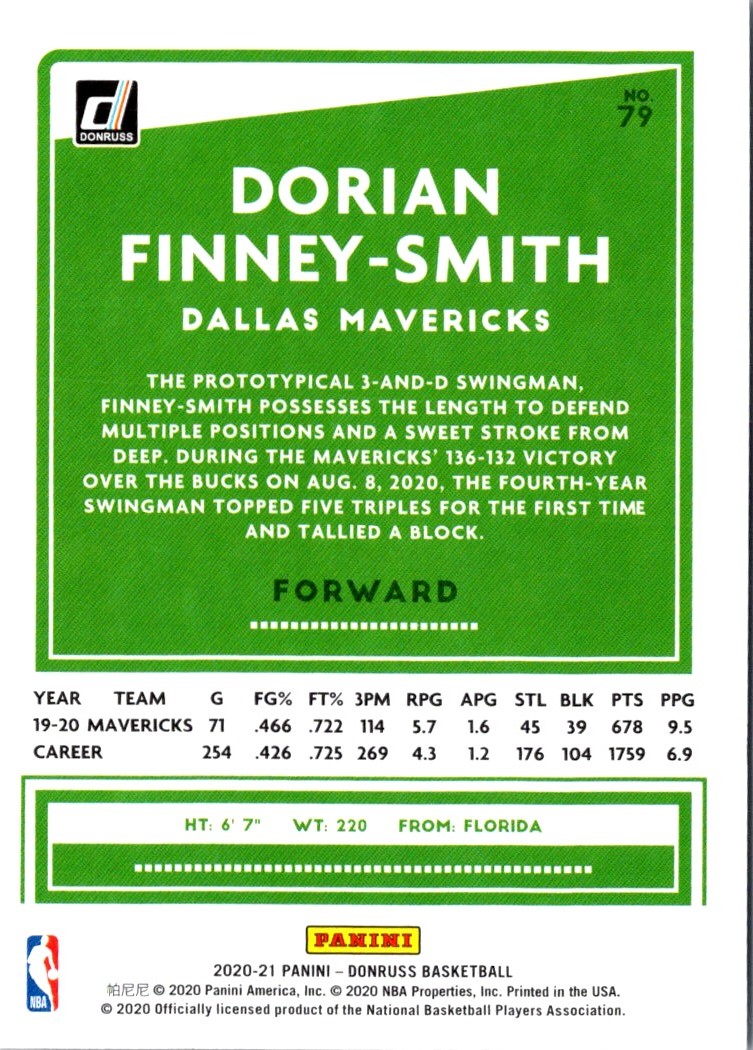 DONRUSS
NO.
79
DORIAN
FINNEY-SMITH
DALLAS MAVERICKS
THE PROTOTYPICAL 3-AND-D SWINGMAN,
FINNEY-SMITH POSSESSES THE LENGTH TO DEFEND
MULTIPLE POSITIONS AND A SWEET STROKE FROM
DEEP. DURING THE MAVERICKS' 136-132 VICTORY
OVER THE BUCKS ON AUG. 8, 2020, THE FOURTH-YEAR
SWINGMAN TOPPED FIVE TRIPLES FOR THE FIRST TIME
AND TALLIED A BLOCK.
FORWARD
YEAR TEAM G FG% FT% 3PM RPG APG STL BLK PTS PPG
19-20 MAVERICKS 71 .466 .722 114 5.7 1.6 45 39 678 9.5
CAREER 254 .426 .725 269 4.3 1.2 176 104 1759 6.9
HT: 6' 7" WT: 220 FROM: FLORIDA
PANINI
NBA
2020-21 PANINI – DONRUSS BASKETBALL
帕尼尼 © 2020 Panini America, Inc. © 2020 NBA Properties, Inc. Printed in the USA.
© 2020 Officially licensed product of the National Basketball Players Association.